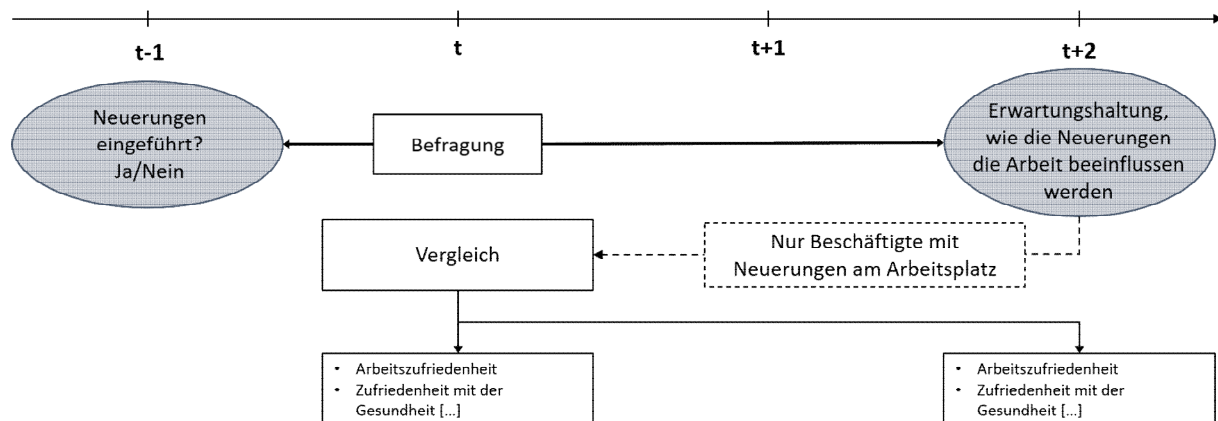 t-1
t
t+1
t+2
Neuerungen
eingeführt?
Ja/Nein
Befragung
Erwartungshaltung,
wie die Neuerungen
die Arbeit beeinflussen
werden
Vergleich
Nur Beschäftigte mit
Neuerungen am Arbeitsplatz
• Arbeitszufriedenheit
• Zufriedenheit mit der
Gesundheit [...]
• Arbeitszufriedenheit
• Zufriedenheit mit der
Gesundheit [...]